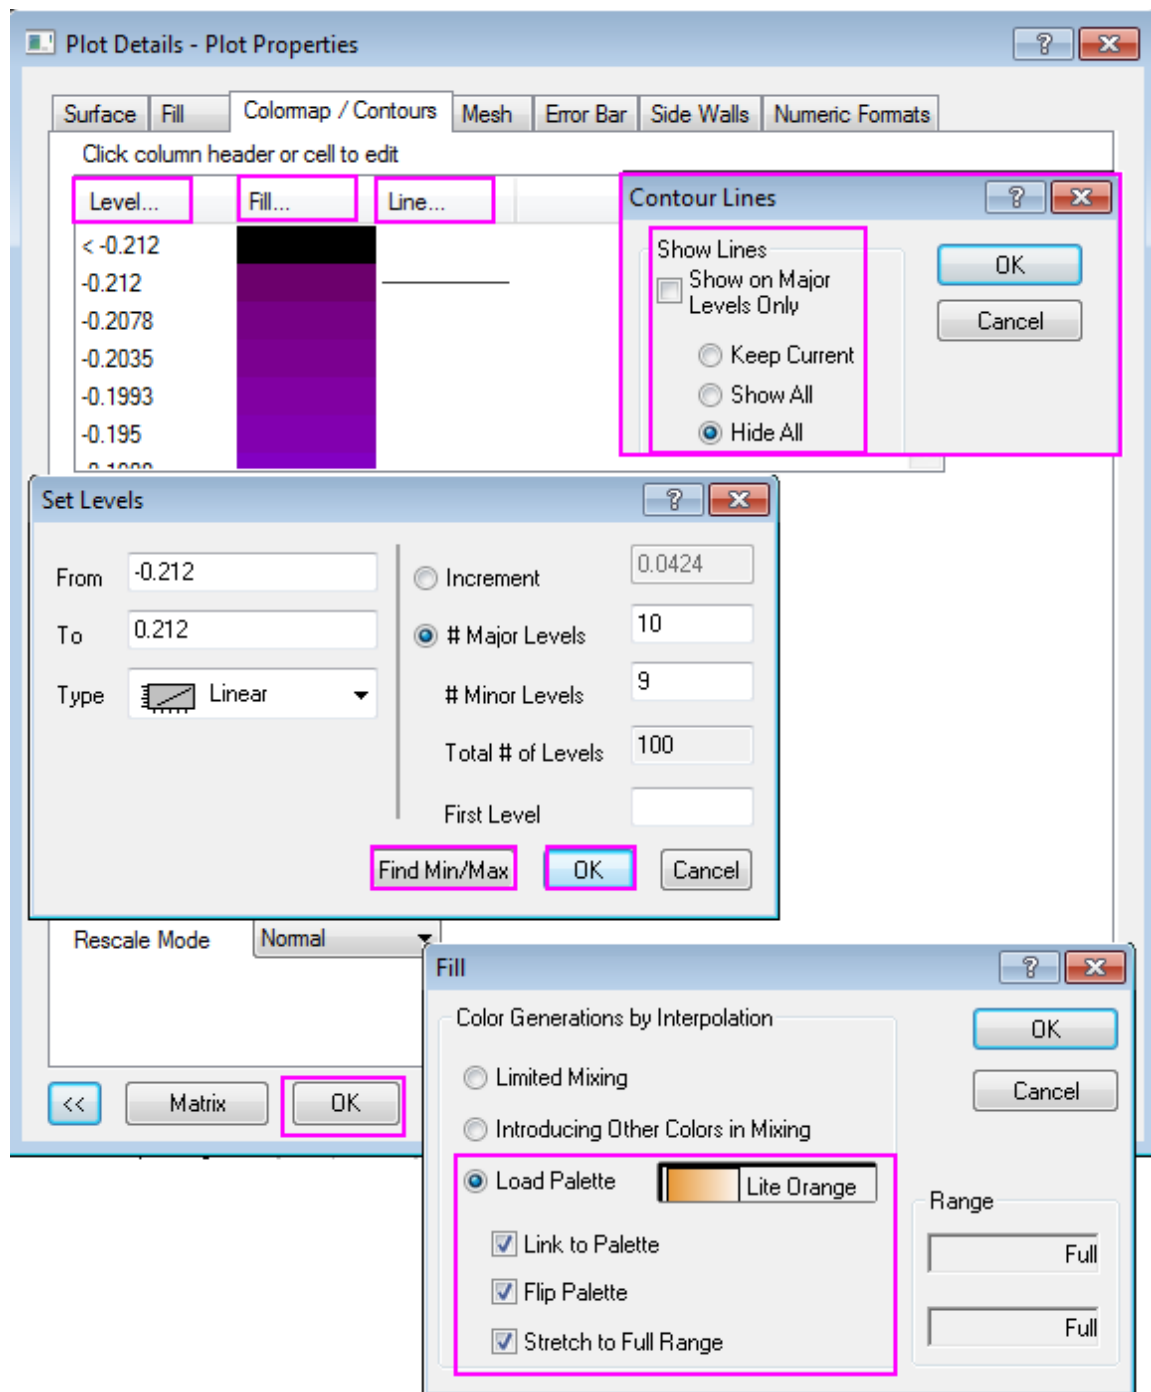 Plot Details - Plot Properties
Surface Fill Colormap / Contours Mesh Error Bar Side Walls Numeric Formats
Click column header or cell to edit
Level... Fill... Line...
< -0.212
-0.212
-0.2078
-0.2035
-0.1993
-0.195
Contour Lines
Show Lines
Show on Major
Levels Only
Keep Current
Show All
Hide All
OK
Cancel
Set Levels
From -0.212
To 0.212
Type Linear
Increment 0.0424
# Major Levels 10
# Minor Levels 9
Total # of Levels 100
First Level
Find Min/Max OK Cancel
Rescale Mode Normal
<< Matrix OK
Fill
Color Generations by Interpolation
Limited Mixing
Introducing Other Colors in Mixing
Load Palette Lite Orange
Link to Palette
Flip Palette
Stretch to Full Range
OK
Cancel
Range
Full
Full